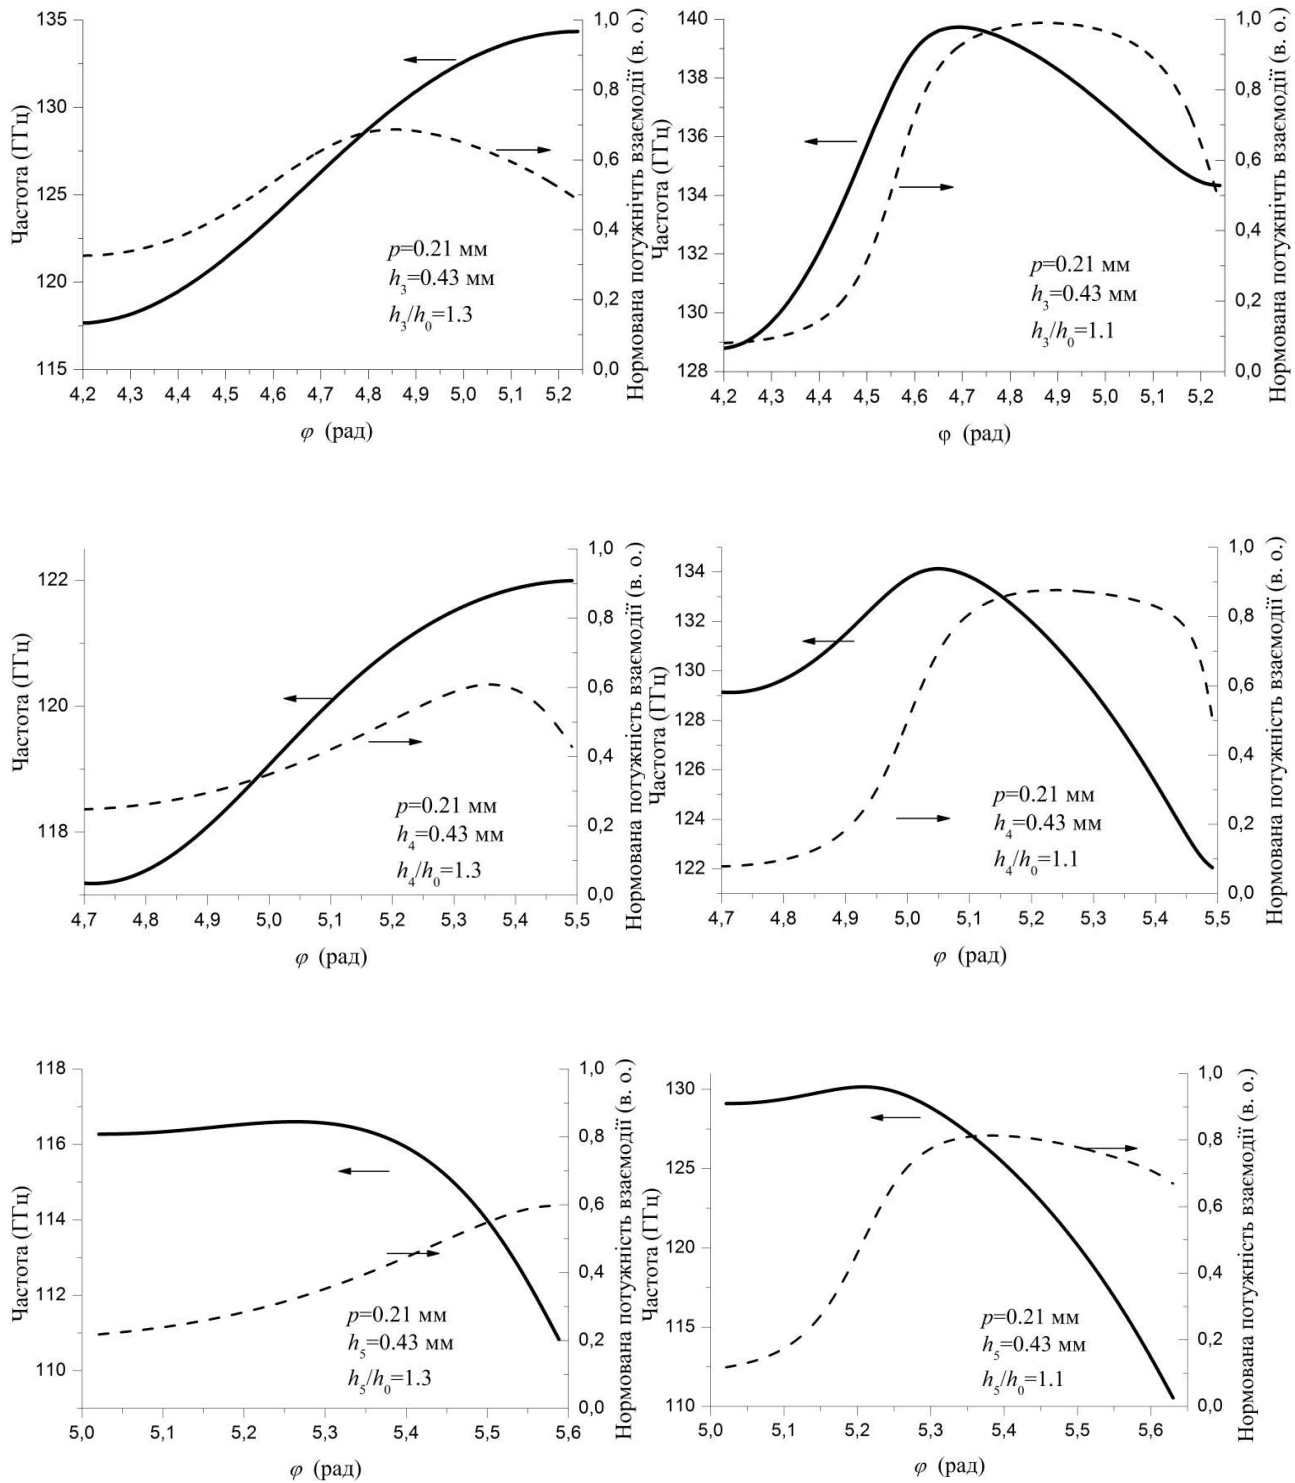 135
130
125
120
115
Частота (ГГц)
1,0
0,8
0,6
0,4
0,2
0,0
Нормована потужність взаємодії (в. о.)
p=0.21 мм
h3=0.43 мм
h3/h0=1.3
4,2 4,3 4,4 4,5 4,6 4,7 4,8 4,9 5,0 5,1 5,2
φ (рад)
140
138
136
134
132
130
128
Частота (ГГц)
1,0
0,8
0,6
0,4
0,2
0,0
Нормована потужнічть взаємодії (в. о.)
p=0.21 мм
h3=0.43 мм
h3/h0=1.1
4,2 4,3 4,4 4,5 4,6 4,7 4,8 4,9 5,0 5,1 5,2
φ (рад)
122
120
118
Частота (ГГц)
1,0
0,8
0,6
0,4
0,2
0,0
Нормована потужність взаємодії (в. о.)
p=0.21 мм
h4=0.43 мм
h4/h0=1.3
4,7 4,8 4,9 5,0 5,1 5,2 5,3 5,4 5,5
φ (рад)
134
132
130
128
126
124
122
Частота (ГГц)
1,0
0,8
0,6
0,4
0,2
0,0
Нормована потужність взаємодії (в. о.)
p=0.21 мм
h4=0.43 мм
h4/h0=1.1
4,7 4,8 4,9 5,0 5,1 5,2 5,3 5,4 5,5
φ (рад)
118
116
114
112
110
Частота (ГГц)
1,0
0,8
0,6
0,4
0,2
0,0
Нормована потужність взаємодії (в. о.)
p=0.21 мм
h5=0.43 мм
h5/h0=1.3
5,0 5,1 5,2 5,3 5,4 5,5 5,6
φ (рад)
130
125
120
115
110
Частота (ГГц)
1,0
0,8
0,6
0,4
0,2
0,0
Нормована потужність взаємодії (в. о.)
p=0.21 мм
h5=0.43 мм
h5/h0=1.1
5,0 5,1 5,2 5,3 5,4 5,5 5,6
φ (рад)